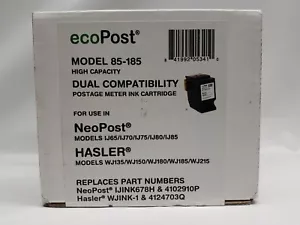 ecoPost®
MODEL 85-185
HIGH CAPACITY
DUAL COMPATIBILITY
POSTAGE METER INK CARTRIDGE
FOR USE IN
NeoPost®
MODELS IJ65/IJ70/IJ75/IJ80/IJ85
HASLER®
MODELS WJ135/WJ150/WJ180/WJ185/WJ215
REPLACES PART NUMBERS
NeoPost® IJINK678H & 4102910P
Hasler® WJINK-1 & 4124703Q